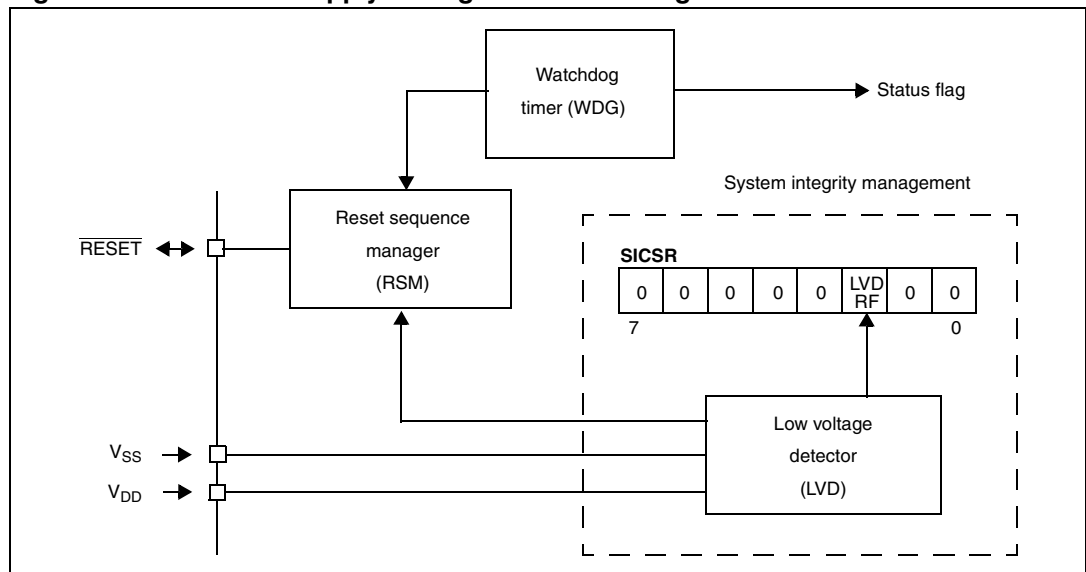 Watchdog
timer (WDG)
Status flag
System integrity management
Reset sequence
manager
(RSM)
RESET
SICSR
0 0 0 0 0 LVD RF 0 0
7 0
Low voltage
detector
(LVD)
VSS
VDD